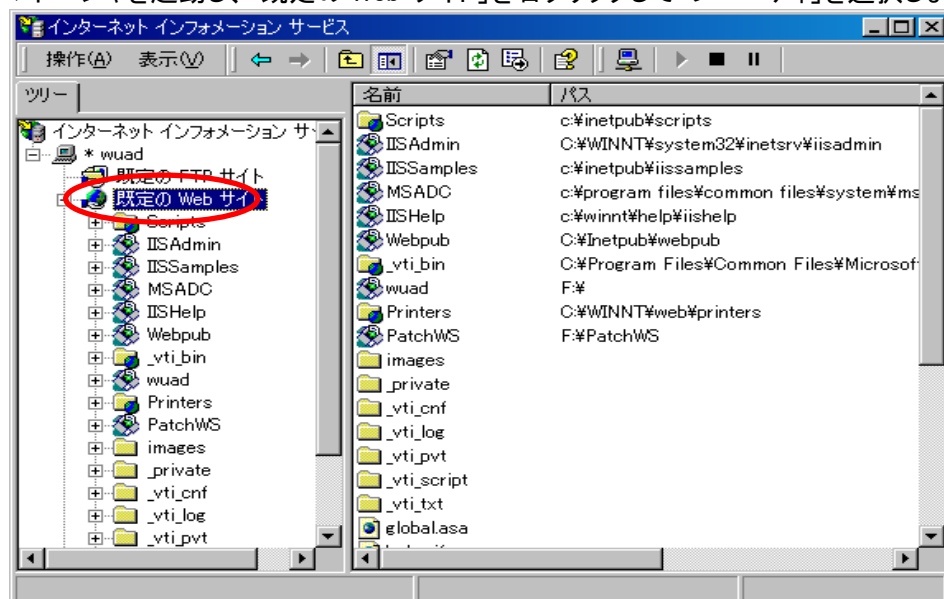 インターネット インフォメーション サービス
操作(A) 表示(V)
ツリー
名前 パス
インターネット インフォメーション サ
* wuad
既定の FTP サイト
既定の Web サイ
Scripts
IISAdmin
IISSamples
MSADC
IISHelp
Webpub
_vti_bin
wuad
Printers
PatchWS
images
_private
_vti_cnf
_vti_log
_vti_pvt
Scripts c:¥inetpub¥scripts
IISAdmin C:¥WINNT¥system32¥inetsrv¥iisadmin
IISSamples c:¥inetpub¥iissamples
MSADC c:¥program files¥common files¥system¥ms
IISHelp c:¥winnt¥help¥iishelp
Webpub C:¥Inetpub¥webpub
_vti_bin C:¥Program Files¥Common Files¥Microsof
wuad F:¥
Printers C:¥WINNT¥web¥printers
PatchWS F:¥PatchWS
images
_private
_vti_cnf
_vti_log
_vti_pvt
_vti_script
_vti_txt
global.asa